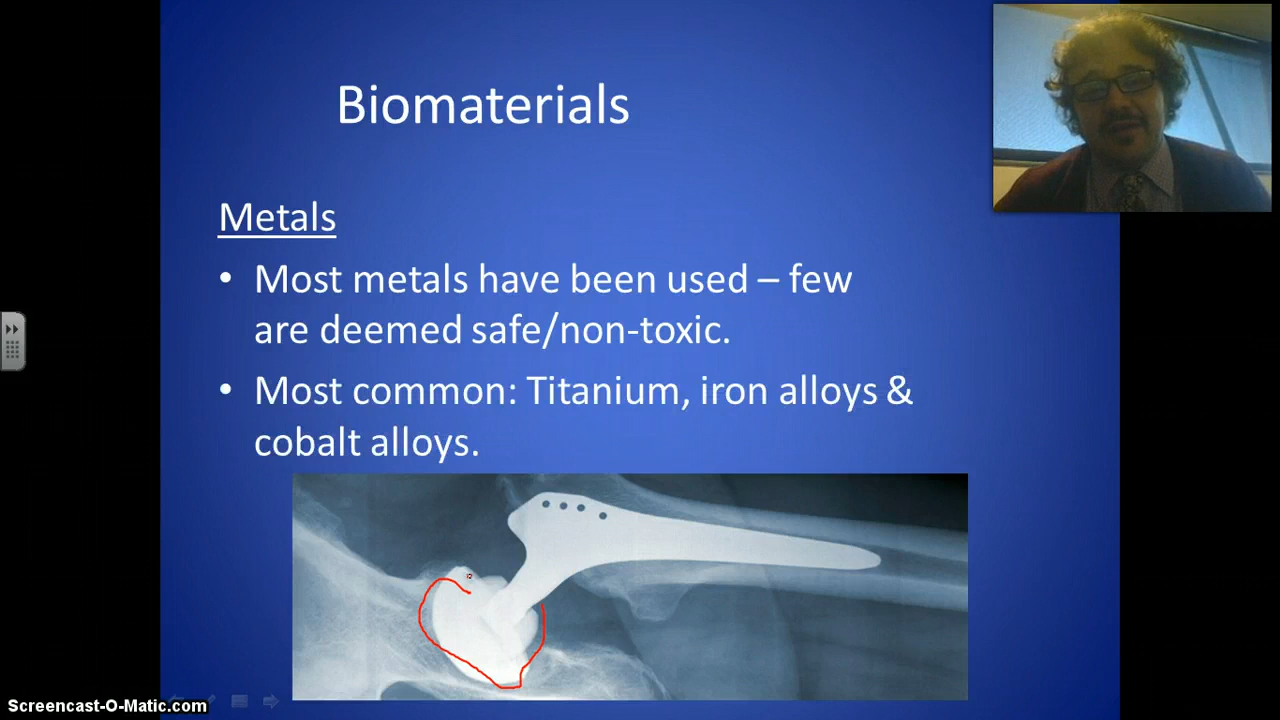 Biomaterials
Metals
• Most metals have been used – few
are deemed safe/non-toxic.
• Most common: Titanium, iron alloys &
cobalt alloys.
Screencast-O-Matic.com